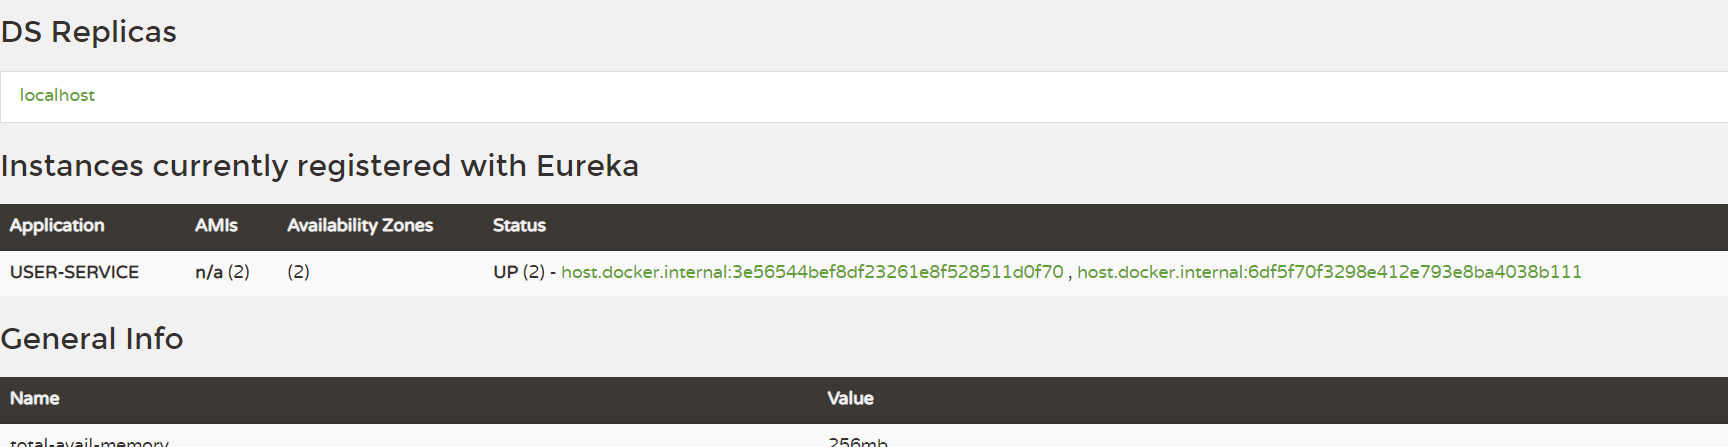 DS Replicas
localhost
Instances currently registered with Eureka
Application AMIs Availability Zones Status
USER-SERVICE n/a (2) (2) UP (2) - host.docker.internal:3e56544bef8df23261e8f528511d0f70 , host.docker.internal:6df5f70f3298e412e793e8ba4038b111
General Info
Name Value
total-avail-memory 256mb